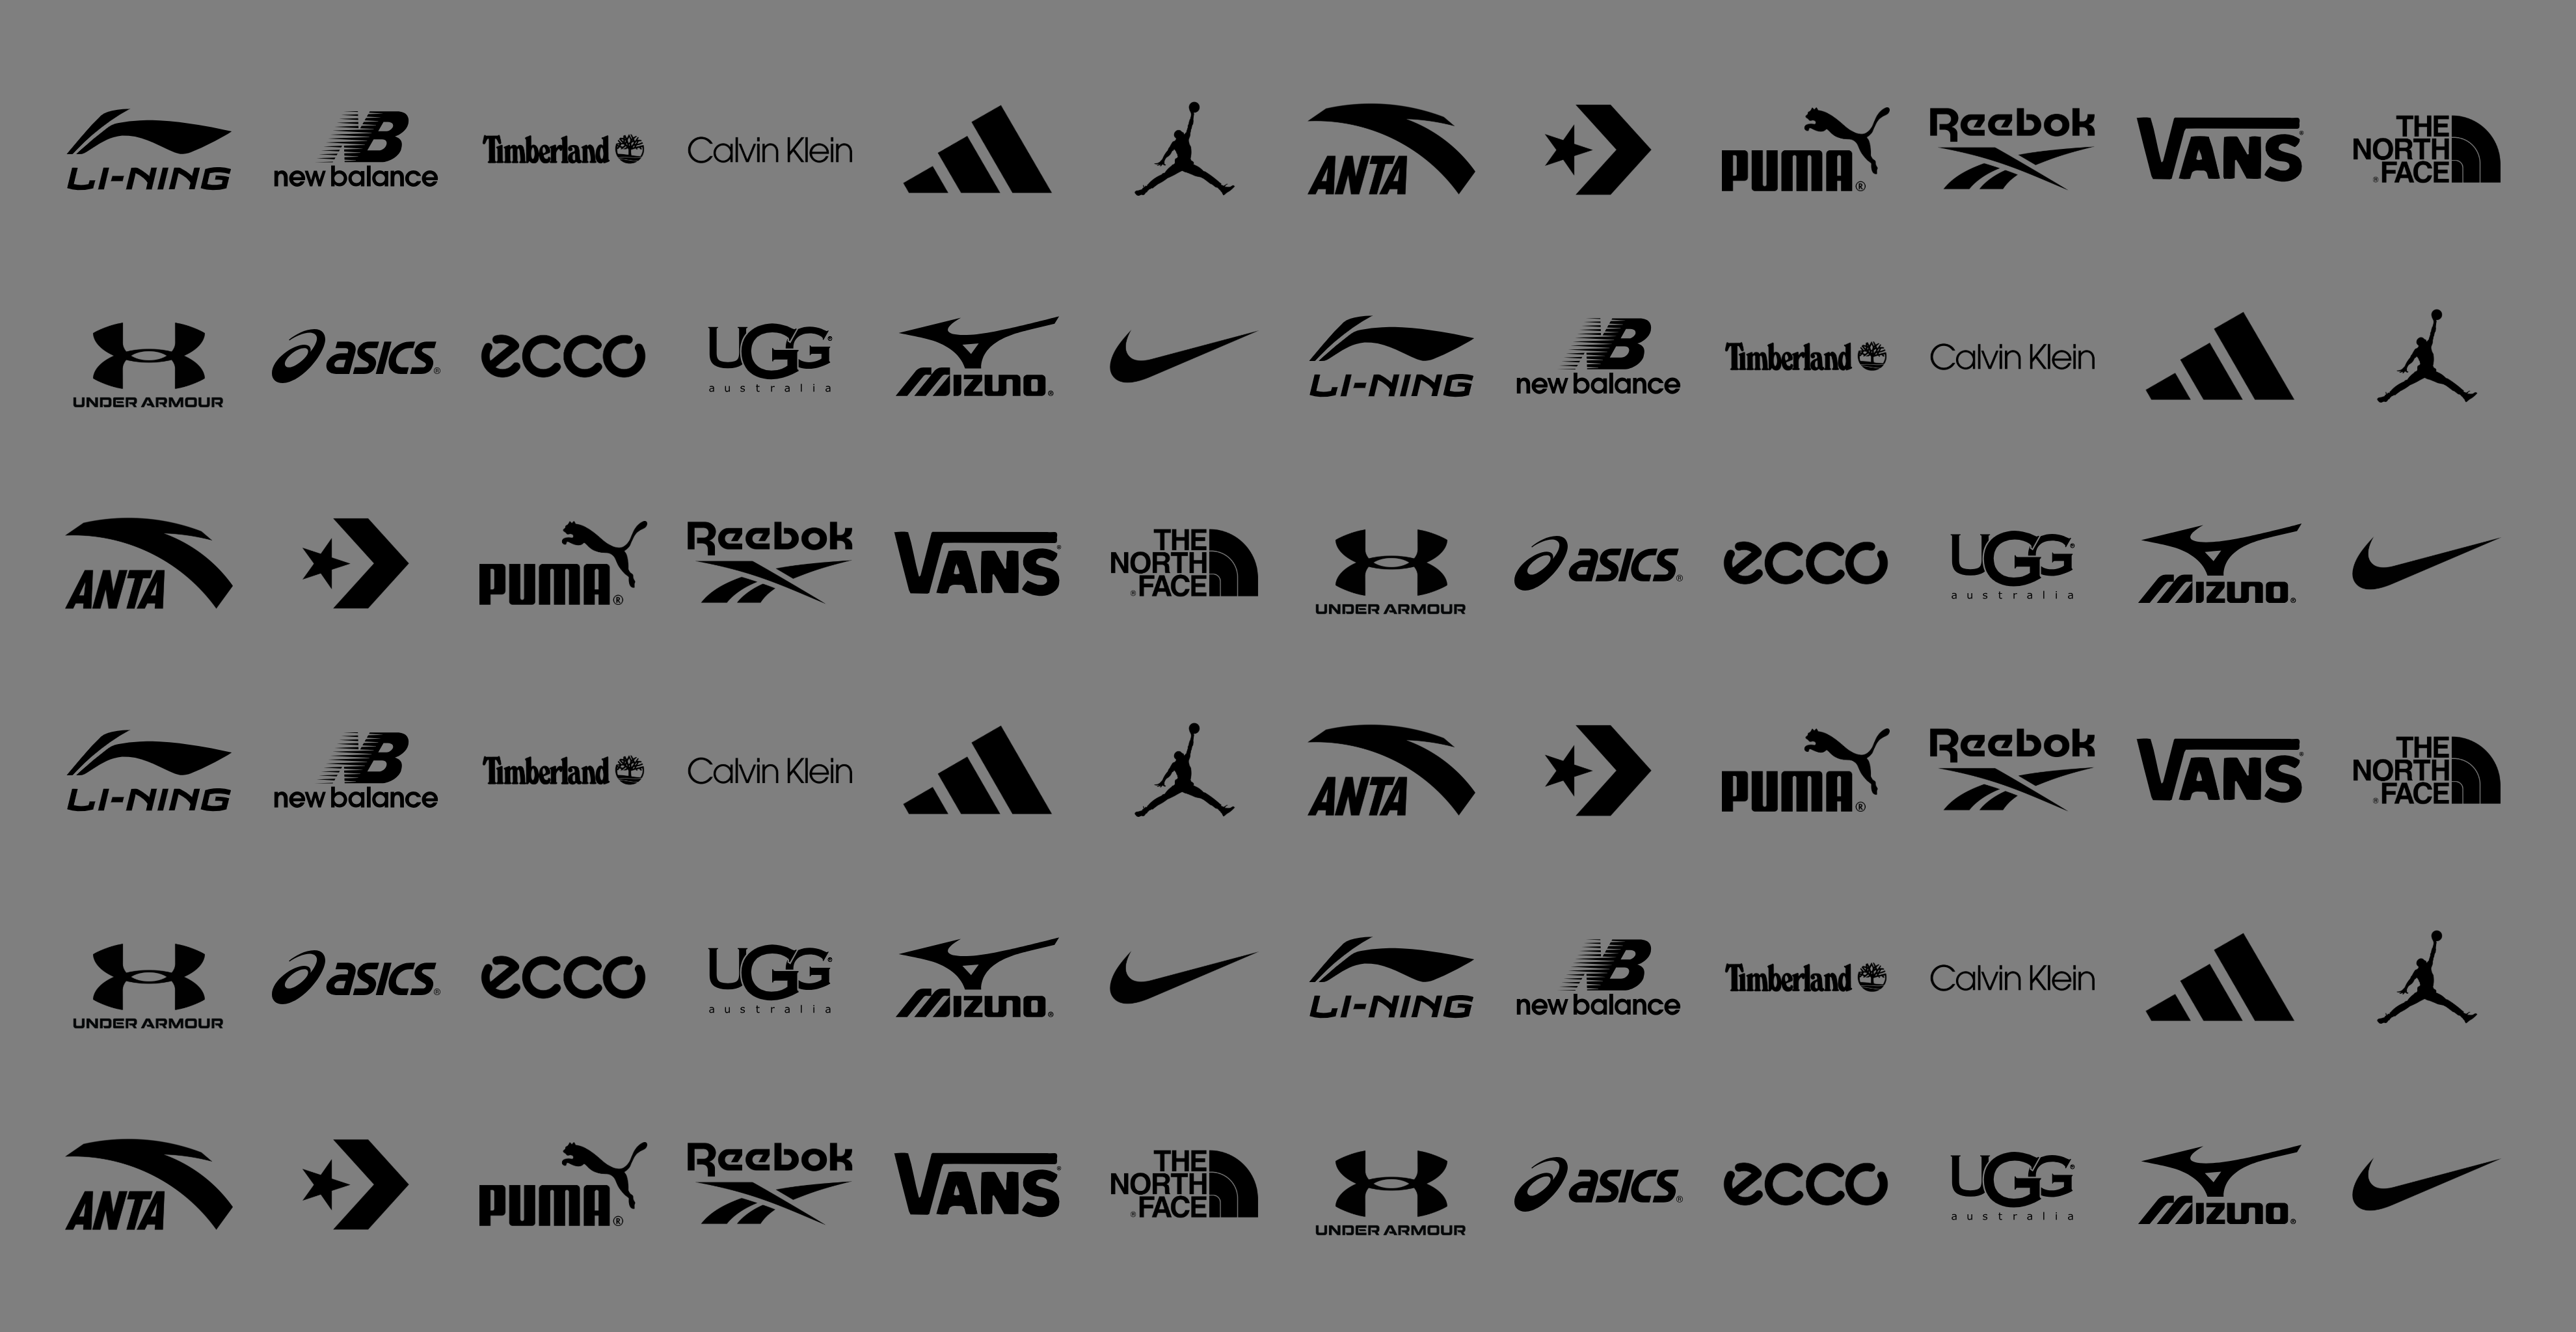 LI-NING
NB
new balance
Timberland
Calvin Klein
ANTA
PUMA®
Reebok
VANS®
THE
NORTH
®FACE
UNDER ARMOUR
asics®
ecco
UGG®
australia
MIZUNO®
LI-NING
NB
new balance
Timberland
Calvin Klein
ANTA
PUMA®
Reebok
VANS®
THE
NORTH
®FACE
UNDER ARMOUR
asics®
ecco
UGG®
australia
MIZUNO®
LI-NING
NB
new balance
Timberland
Calvin Klein
ANTA
PUMA®
Reebok
VANS®
THE
NORTH
®FACE
UNDER ARMOUR
asics®
ecco
UGG®
australia
MIZUNO®
LI-NING
NB
new balance
Timberland
Calvin Klein
ANTA
PUMA®
Reebok
VANS®
THE
NORTH
®FACE
UNDER ARMOUR
asics®
ecco
UGG®
australia
MIZUNO®